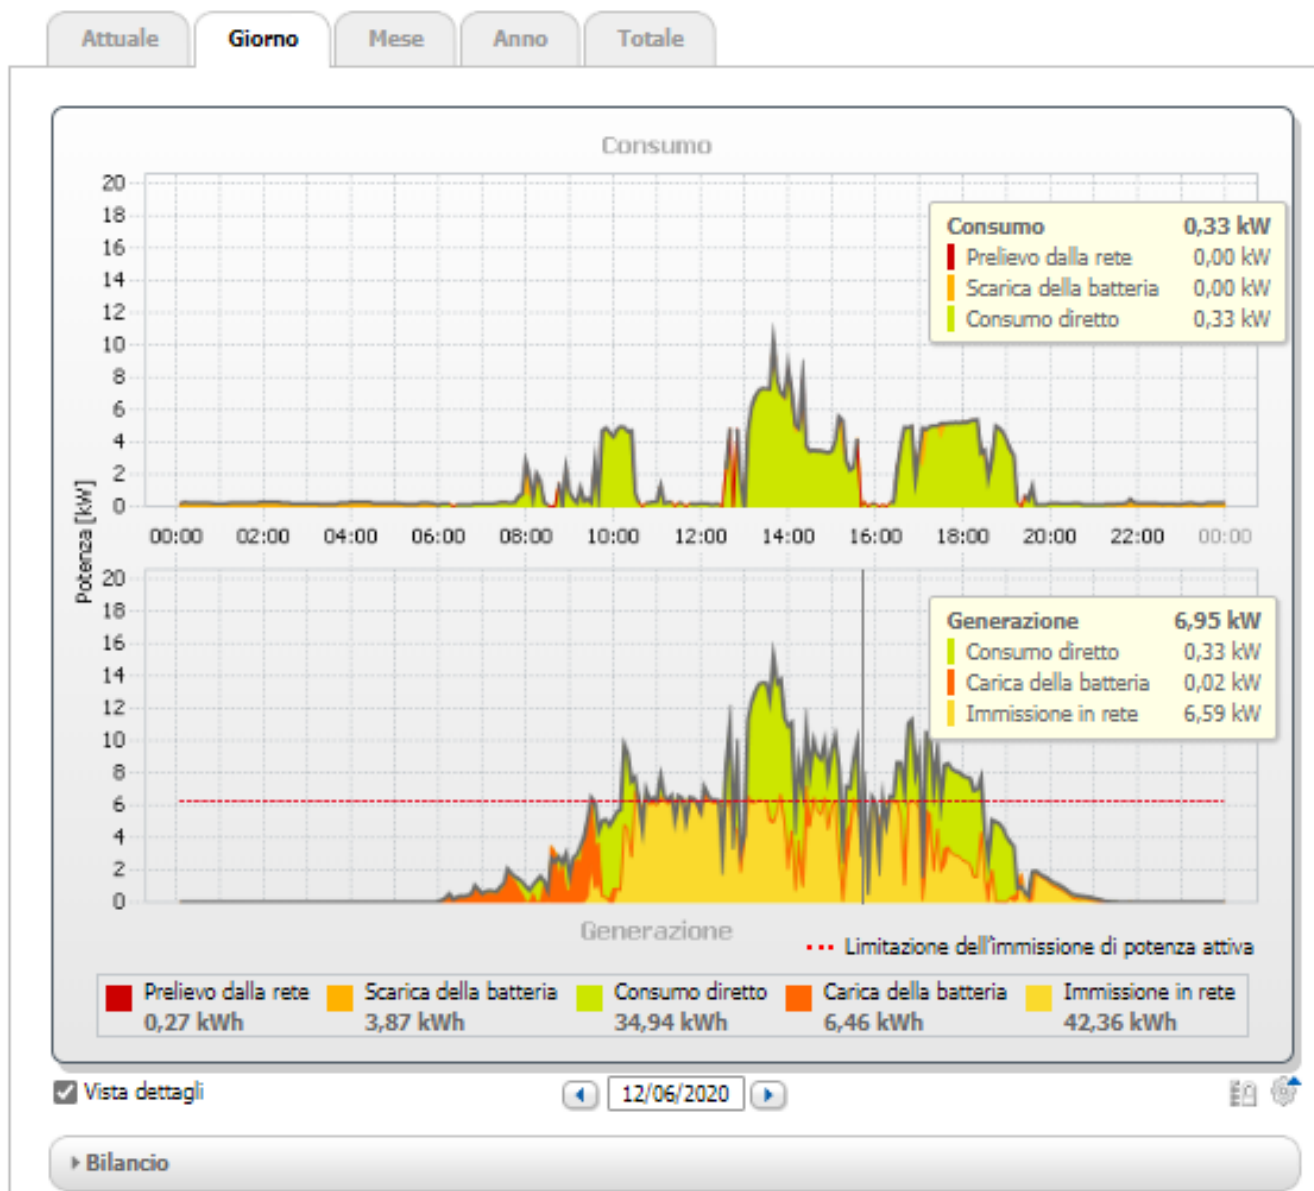 Attuale Giorno Mese Anno Totale
Consumo
20
18
16
14
12
10
8
6
4
2
0
Consumo 0,33 kW
Prelievo dalla rete 0,00 kW
Scarica della batteria 0,00 kW
Consumo diretto 0,33 kW
Potenza [kW]
00:00 02:00 04:00 06:00 08:00 10:00 12:00 14:00 16:00 18:00 20:00 22:00 00:00
20
18
16
14
12
10
8
6
4
2
0
Generazione 6,95 kW
Consumo diretto 0,33 kW
Carica della batteria 0,02 kW
Immissione in rete 6,59 kW
Generazione
Limitazione dell'immissione di potenza attiva
Prelievo dalla rete Scarica della batteria Consumo diretto Carica della batteria Immissione in rete
0,27 kWh 3,87 kWh 34,94 kWh 6,46 kWh 42,36 kWh
Vista dettagli 12/06/2020
Bilancio